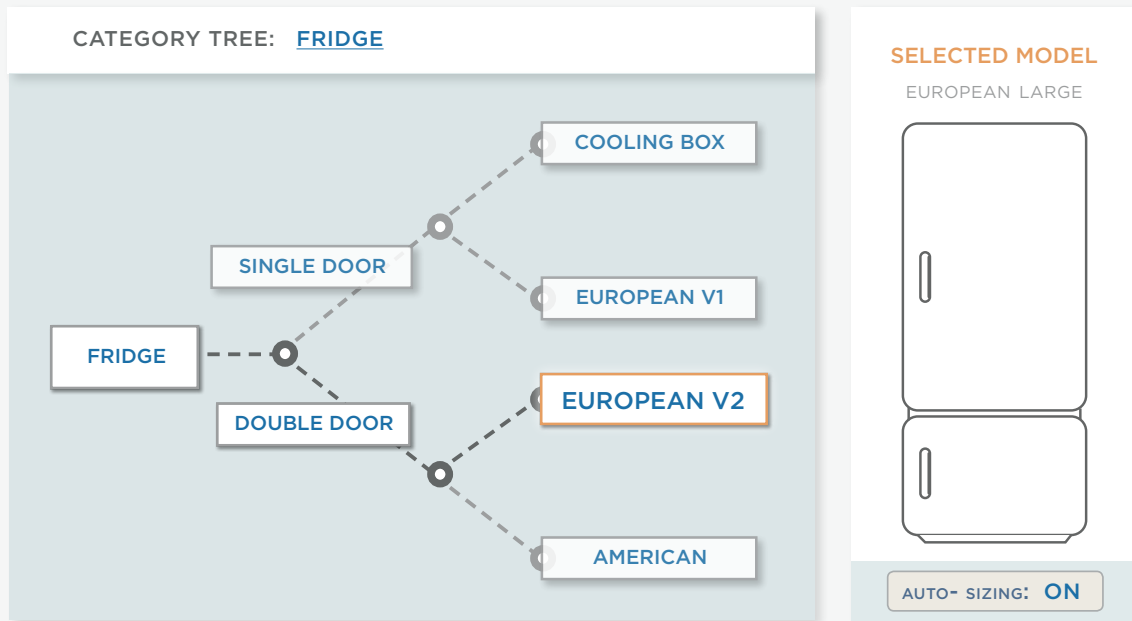 CATEGORY TREE: FRIDGE
COOLING BOX
SINGLE DOOR
EUROPEAN V1
FRIDGE
EUROPEAN V2
DOUBLE DOOR
AMERICAN
SELECTED MODEL
EUROPEAN LARGE
AUTO- SIZING: ON